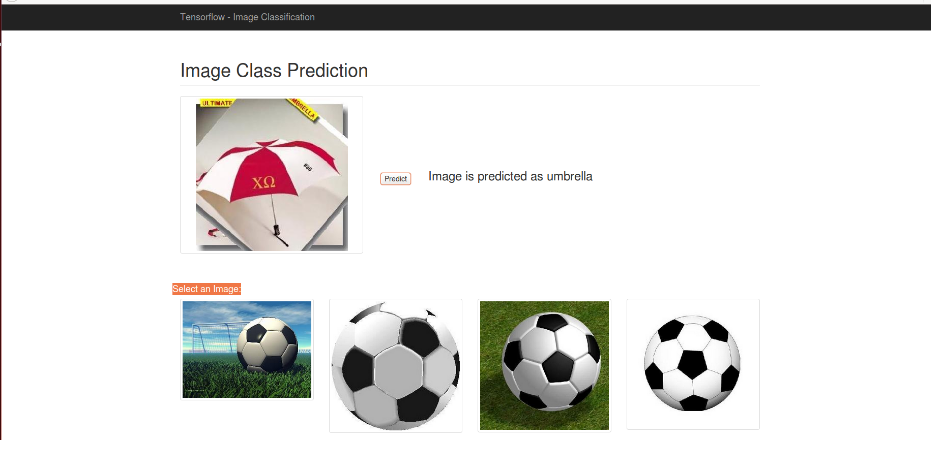 Tensorflow - Image Classification
Image Class Prediction
ULTIMATE
UMBRELLA
ΧΩ
Predict
Image is predicted as umbrella
Select an Image: